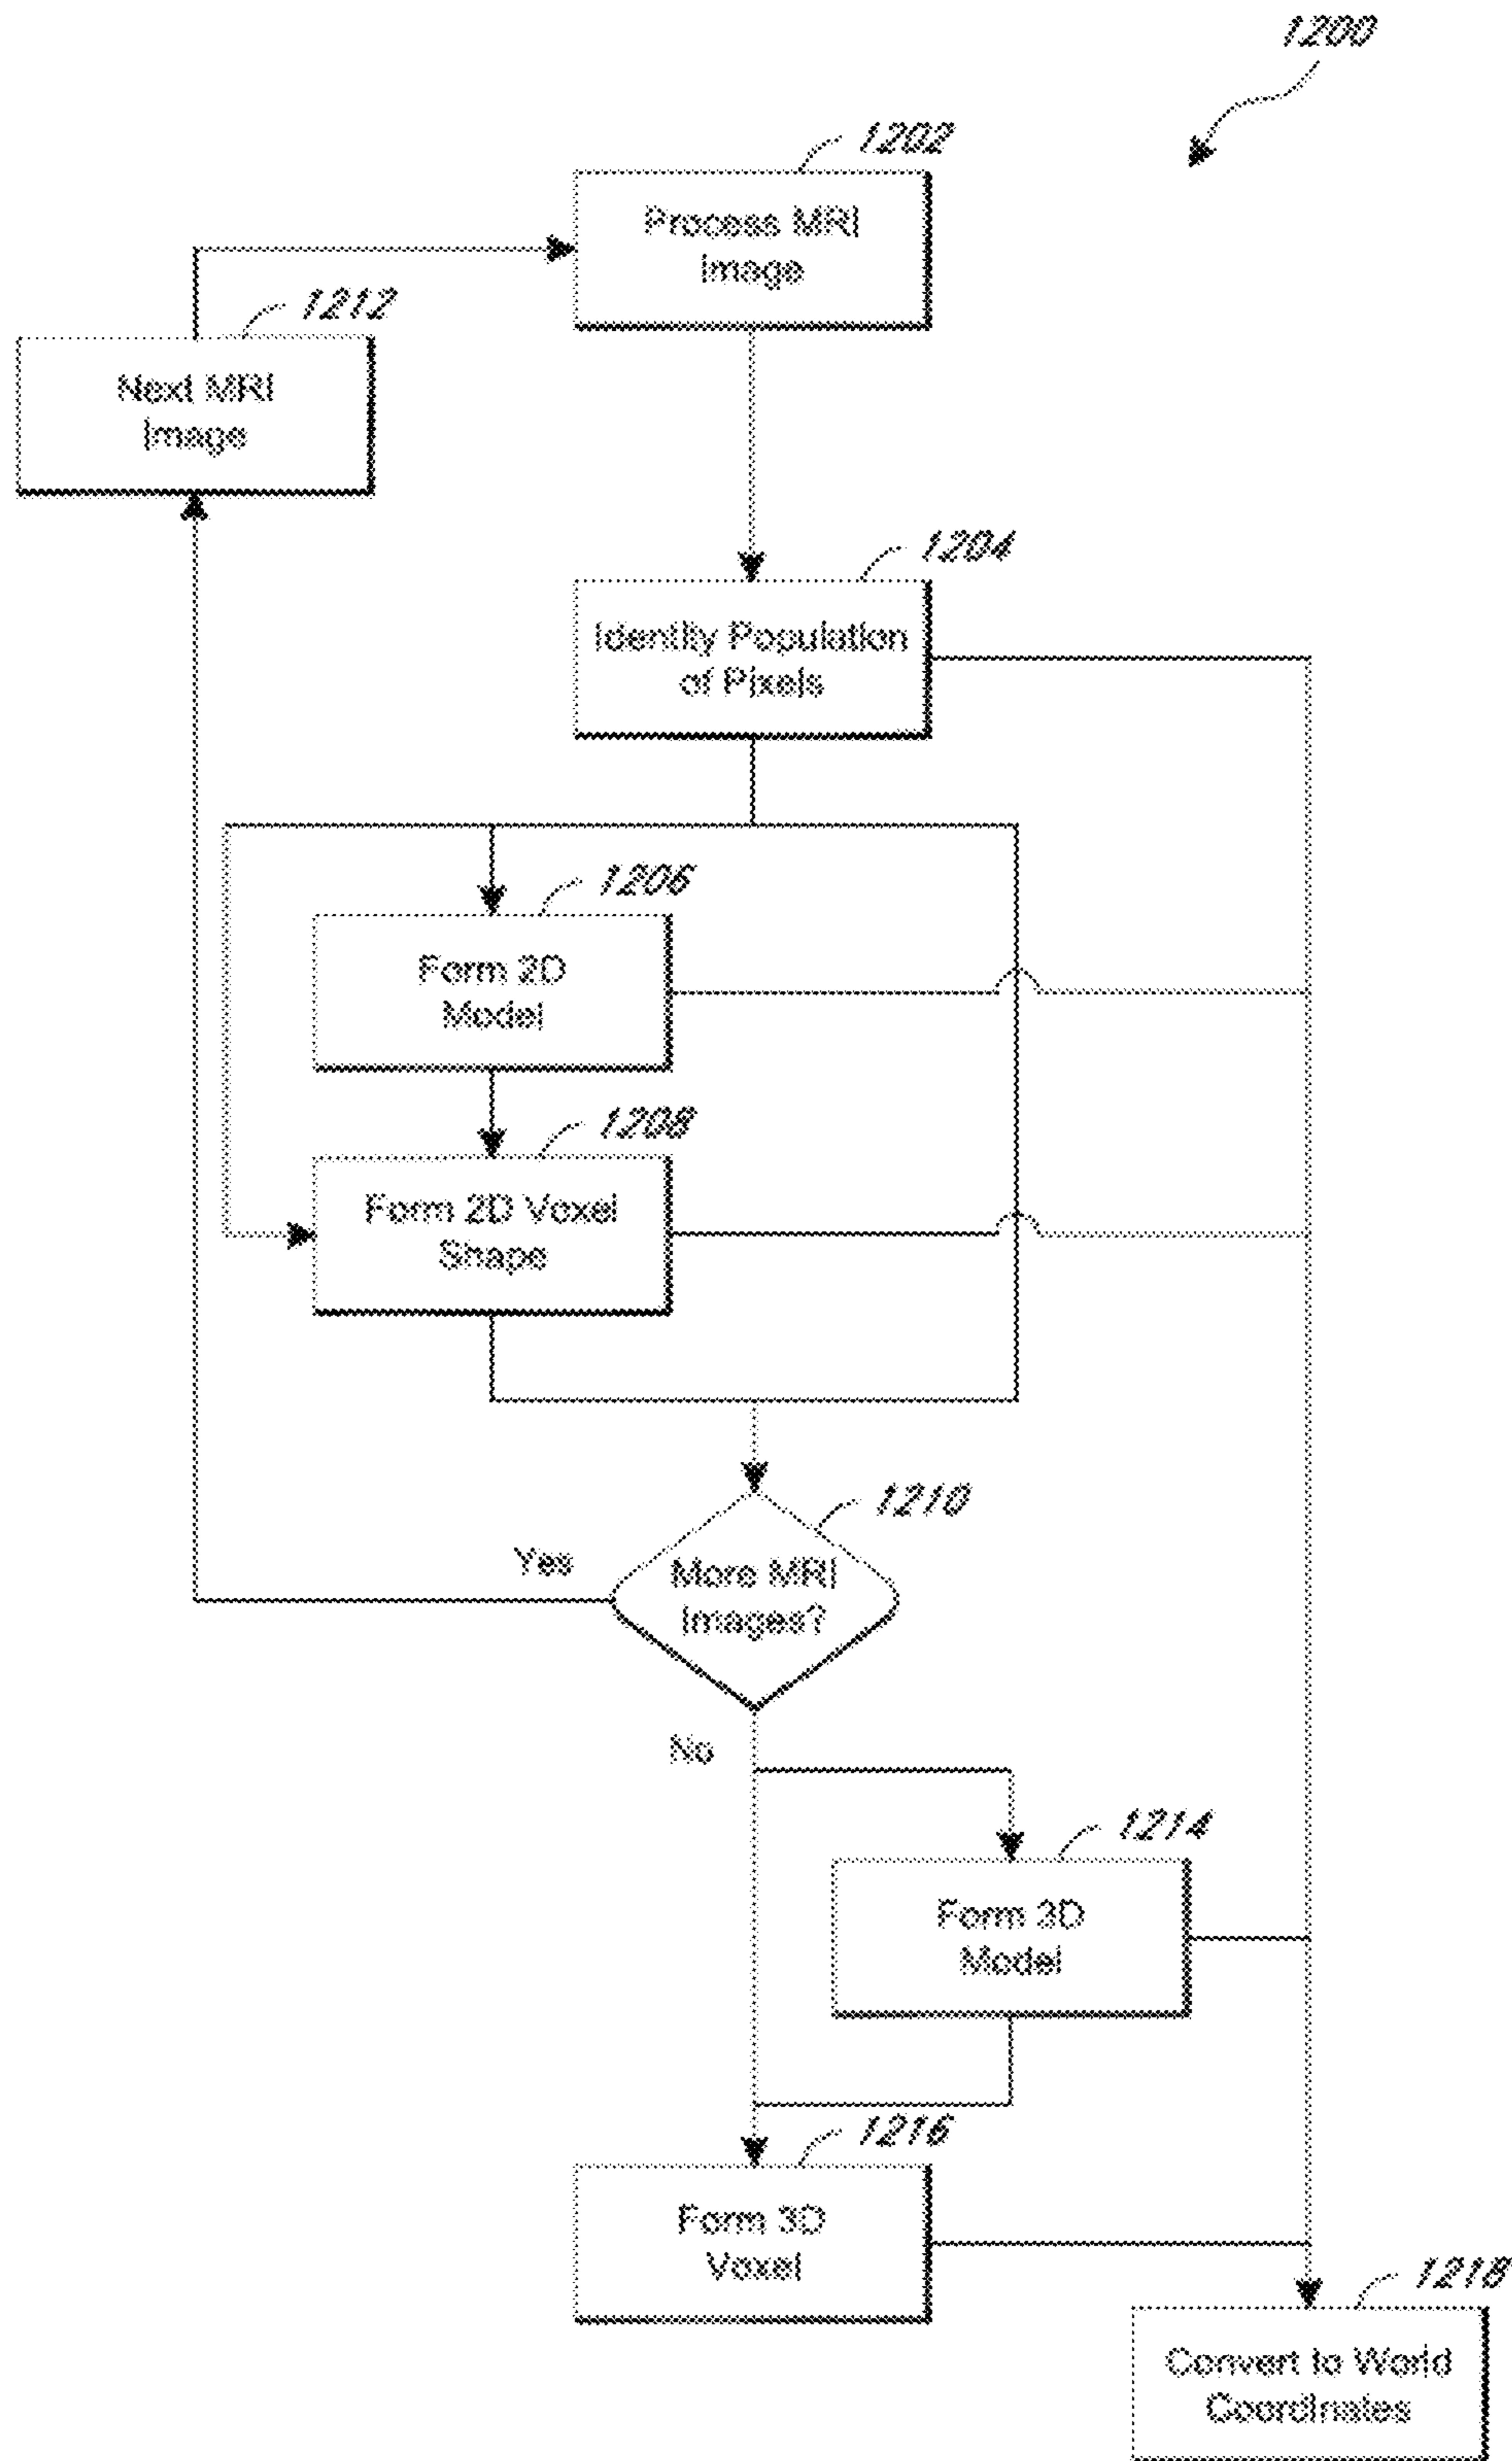 1200
1202
Process MRI
Image
1212
Next MRI
Image
1204
Identity Population
of Pixels
1206
Form 2D
Model
1208
Form 2D Voxel
Shape
1210
More MRI
Images?
Yes
No
1214
Form 3D
Model
1216
Form 3D
Voxel
1218
Convert to World
Coordinates